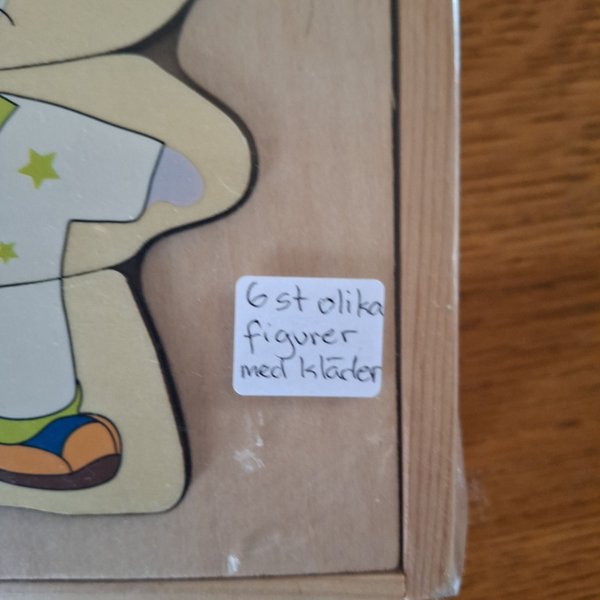 6 st olika
figurer
med kläder